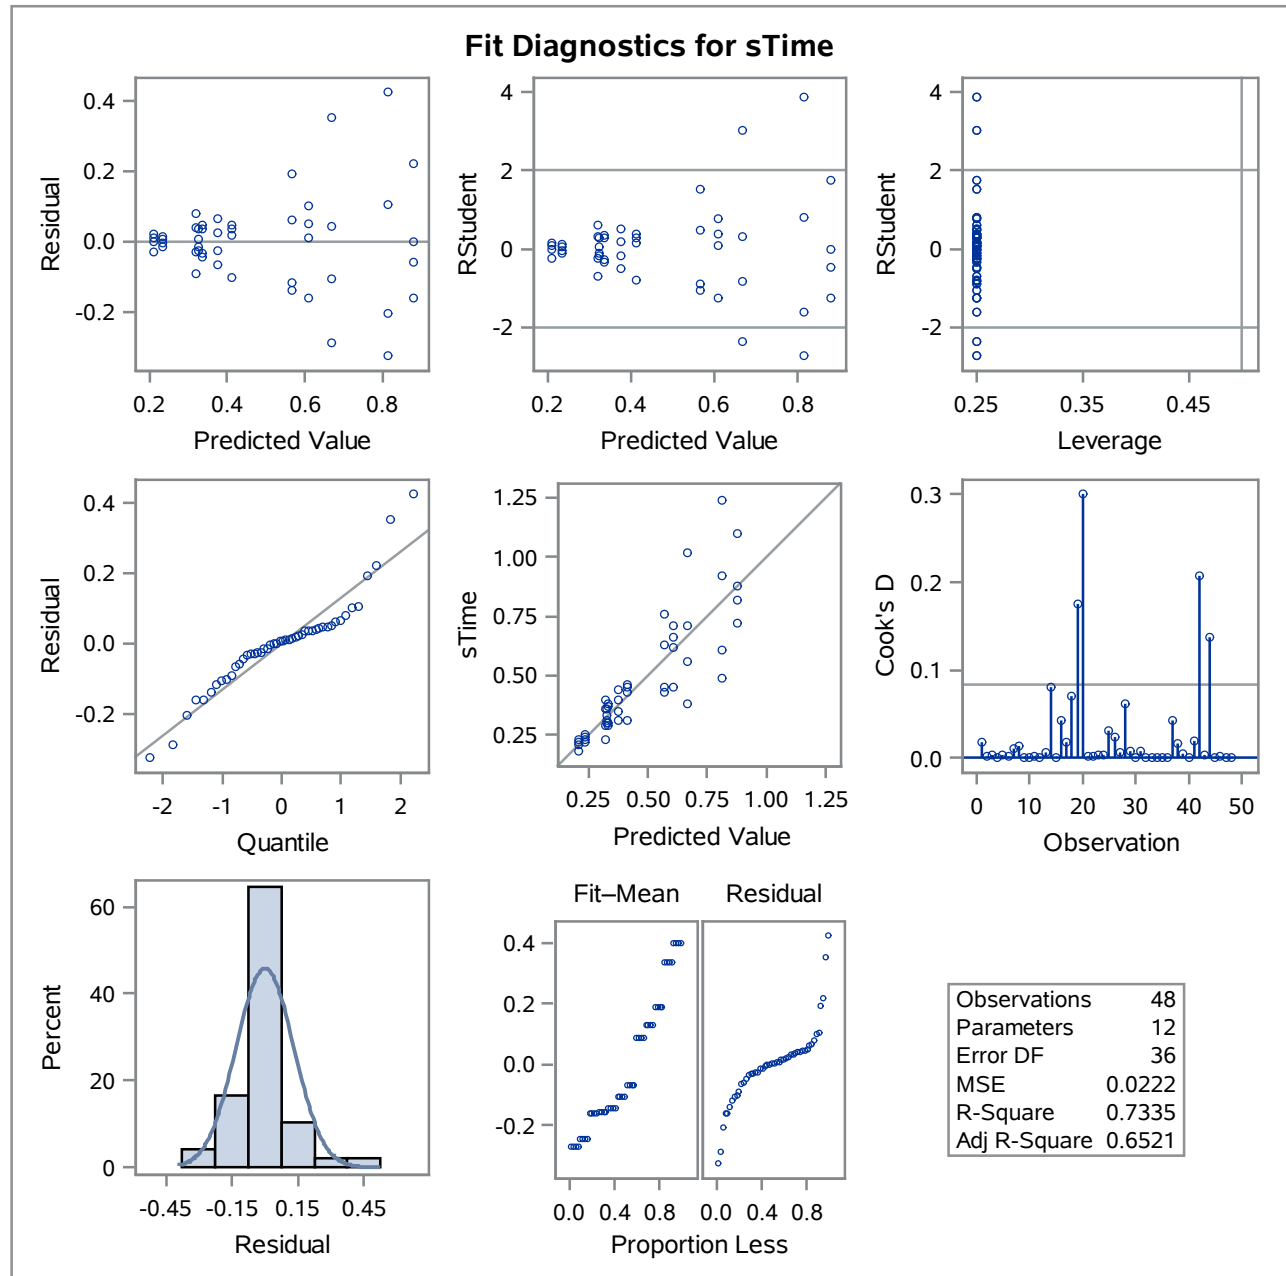 Fit Diagnostics for sTime
0.4
0.2
0.0
-0.2
Residual
0.2 0.4 0.6 0.8
Predicted Value
4
2
0
-2
RStudent
0.2 0.4 0.6 0.8
Predicted Value
4
2
0
-2
RStudent
0.25 0.35 0.45
Leverage
0.4
0.2
0.0
-0.2
Residual
-2 -1 0 1 2
Quantile
1.25
1.00
0.75
0.50
0.25
sTime
0.25 0.50 0.75 1.00 1.25
Predicted Value
0.3
0.2
0.1
0.0
Cook's D
0 10 20 30 40 50
Observation
60
40
20
0
Percent
-0.45 -0.15 0.15 0.45
Residual
Fit–Mean Residual
0.4
0.2
0.0
-0.2
0.0 0.4 0.8 0.0 0.4 0.8
Proportion Less
Observations 48
Parameters 12
Error DF 36
MSE 0.0222
R-Square 0.7335
Adj R-Square 0.6521